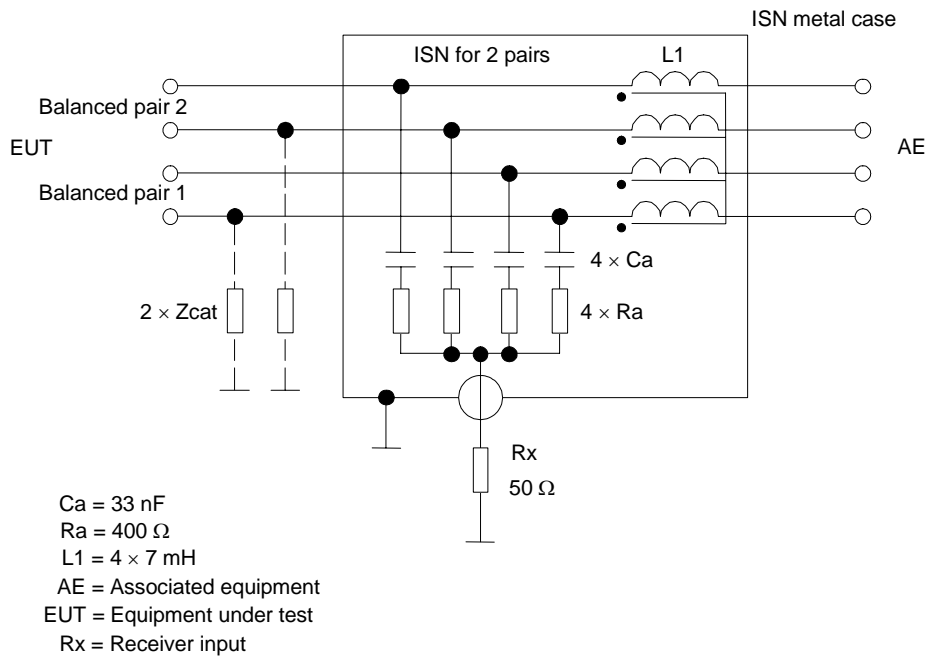 ISN metal case
ISN for 2 pairs
L1
Balanced pair 2
EUT
AE
Balanced pair 1
4 × Ca
2 × Zcat
4 × Ra
Rx
50 Ω
Ca = 33 nF
Ra = 400 Ω
L1 = 4 × 7 mH
AE = Associated equipment
EUT = Equipment under test
Rx = Receiver input